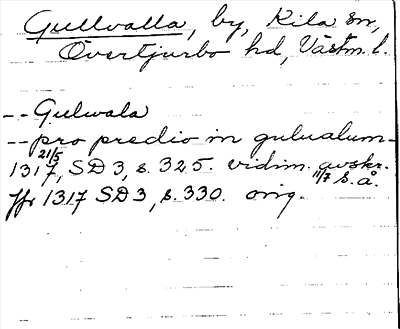 Gullvalla, by, Kila sn,
Övertjurbo hd, Västm. l.
-- Gulwala
-- pro predio in gulualum -
21/5
1317, SD 3, s. 325. vidim. avskr.
11/7 s. å.
Jfr 1317 SD 3, s. 330. orig.